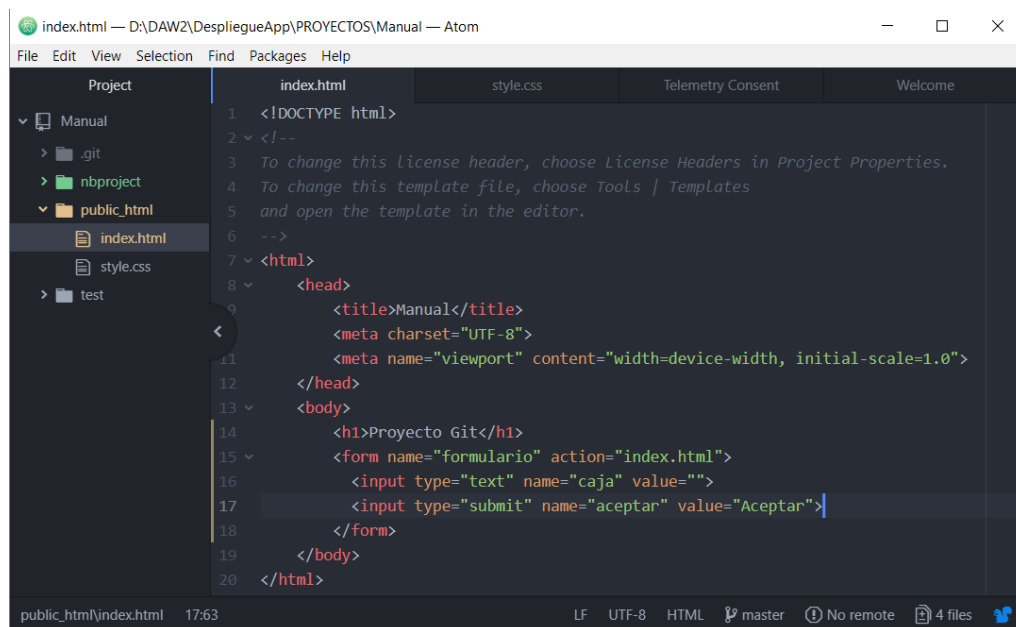 index.html — D:\DAW2\DespliegueApp\PROYECTOS\Manual — Atom
File Edit View Selection Find Packages Help
Project index.html style.css Telemetry Consent Welcome
Manual
.git
nbproject
public_html
index.html
style.css
test
1 <!DOCTYPE html>
2 <!--
3 To change this license header, choose License Headers in Project Properties.
4 To change this template file, choose Tools | Templates
5 and open the template in the editor.
6 -->
7 <html>
8 <head>
9 <title>Manual</title>
<meta charset="UTF-8">
11 <meta name="viewport" content="width=device-width, initial-scale=1.0">
12 </head>
13 <body>
14 <h1>Proyecto Git</h1>
15 <form name="formulario" action="index.html">
16 <input type="text" name="caja" value="">
17 <input type="submit" name="aceptar" value="Aceptar">
18 </form>
19 </body>
20 </html>
public_html\index.html 17:63 LF UTF-8 HTML master No remote 4 files